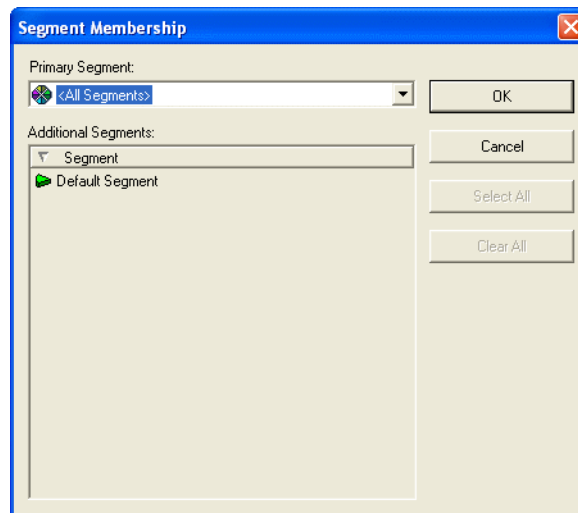 Segment Membership
Primary Segment:
<All Segments>
OK
Additional Segments:
Cancel
Segment
Default Segment
Select All
Clear All